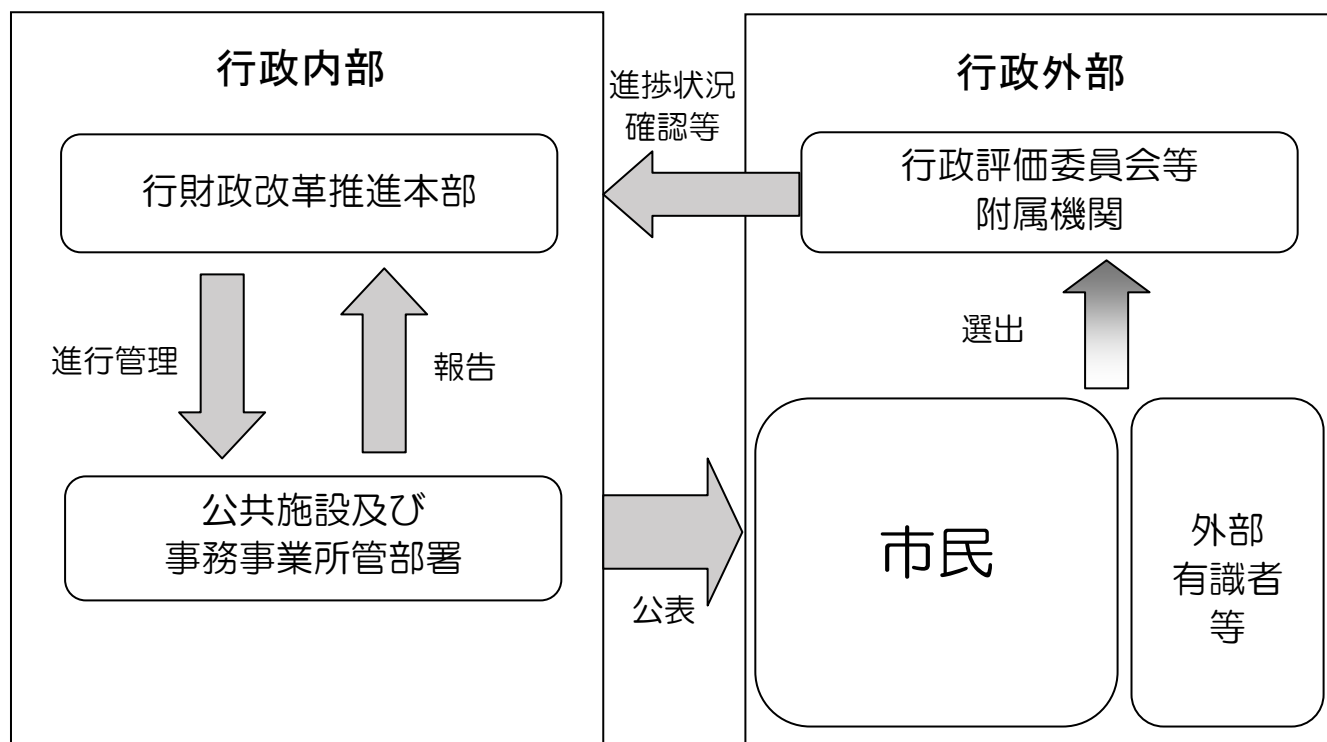 行政内部
行財政改革推進本部
進行管理
報告
公共施設及び
事務事業所管部署
進捗状況
確認等
公表
行政外部
行政評価委員会等
附属機関
選出
市民
外部
有識者
等